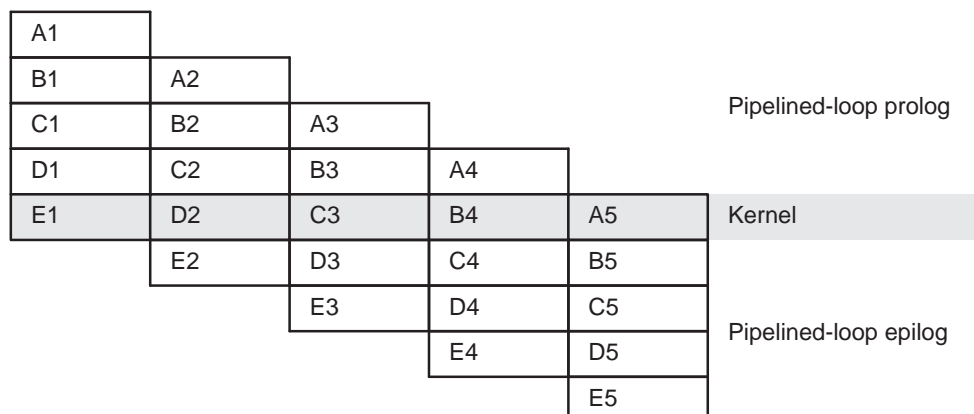 A1
B1 A2
C1 B2 A3
Pipelined-loop prolog
D1 C2 B3 A4
E1 D2 C3 B4 A5 Kernel
E2 D3 C4 B5
E3 D4 C5
Pipelined-loop epilog
E4 D5
E5